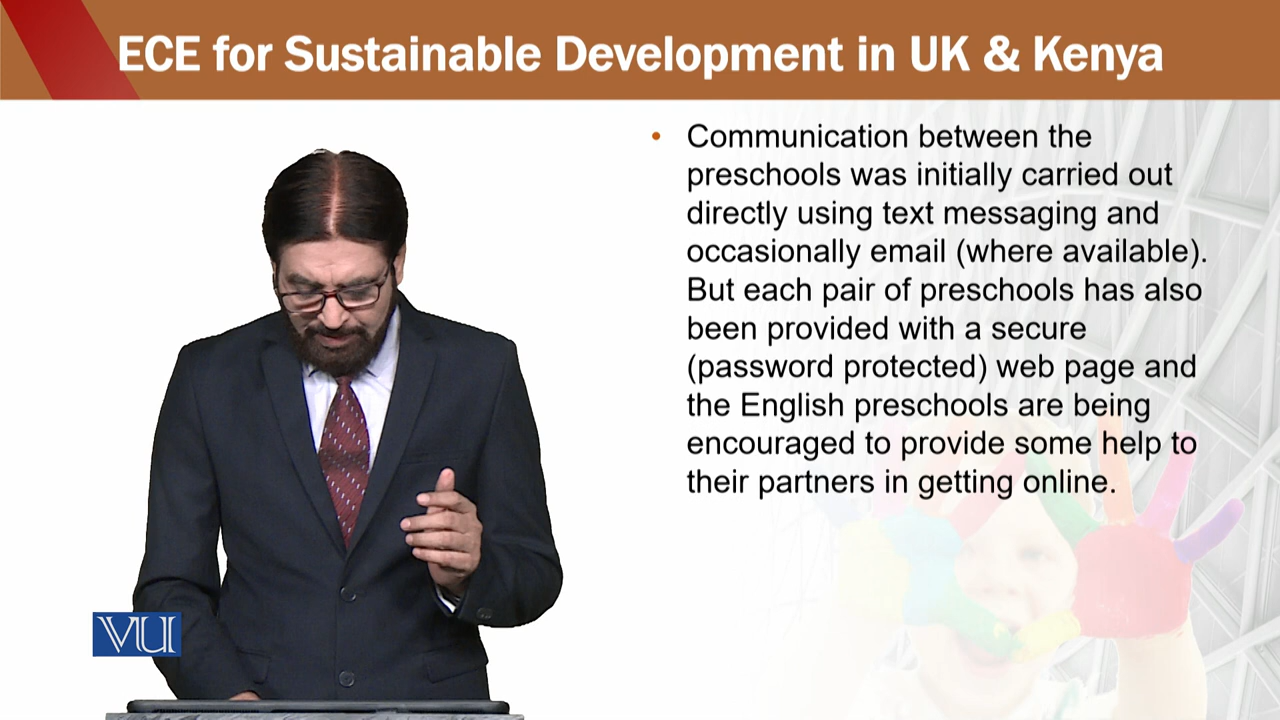 ECE for Sustainable Development in UK & Kenya
• Communication between the
preschools was initially carried out
directly using text messaging and
occasionally email (where available).
But each pair of preschools has also
been provided with a secure
(password protected) web page and
the English preschools are being
encouraged to provide some help to
their partners in getting online.
VU